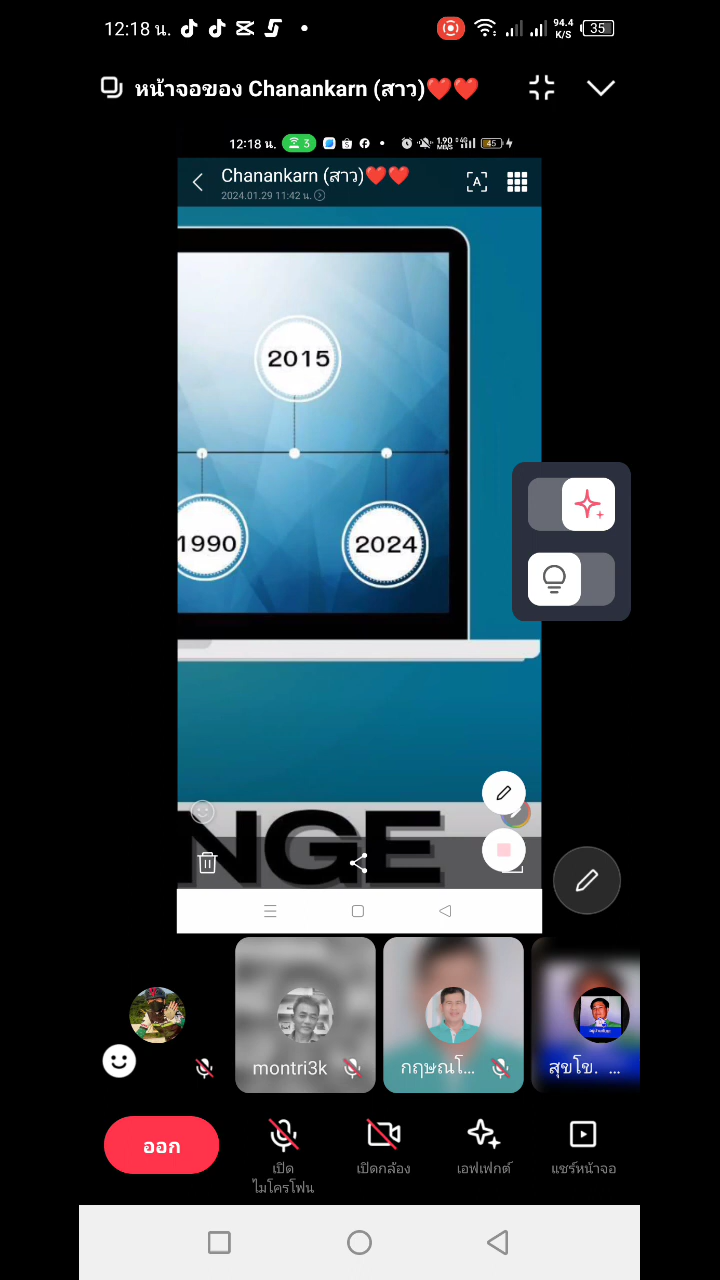 12:18 น.
94.4
K/S
35
หน้าจอของ Chanankarn (สาว)❤️❤️
12:18 น.
3
1.90
MB/S
45
Chanankarn (สาว)❤️❤️
2024.01.29 11:42 น.
A
2015
1990
2024
NGE
montri3k
กฤษณโ...
สุขโข. ...
ออก
เปิด
ไมโครโฟน
เปิดกล้อง
เอฟเฟกต์
แชร์หน้าจอ